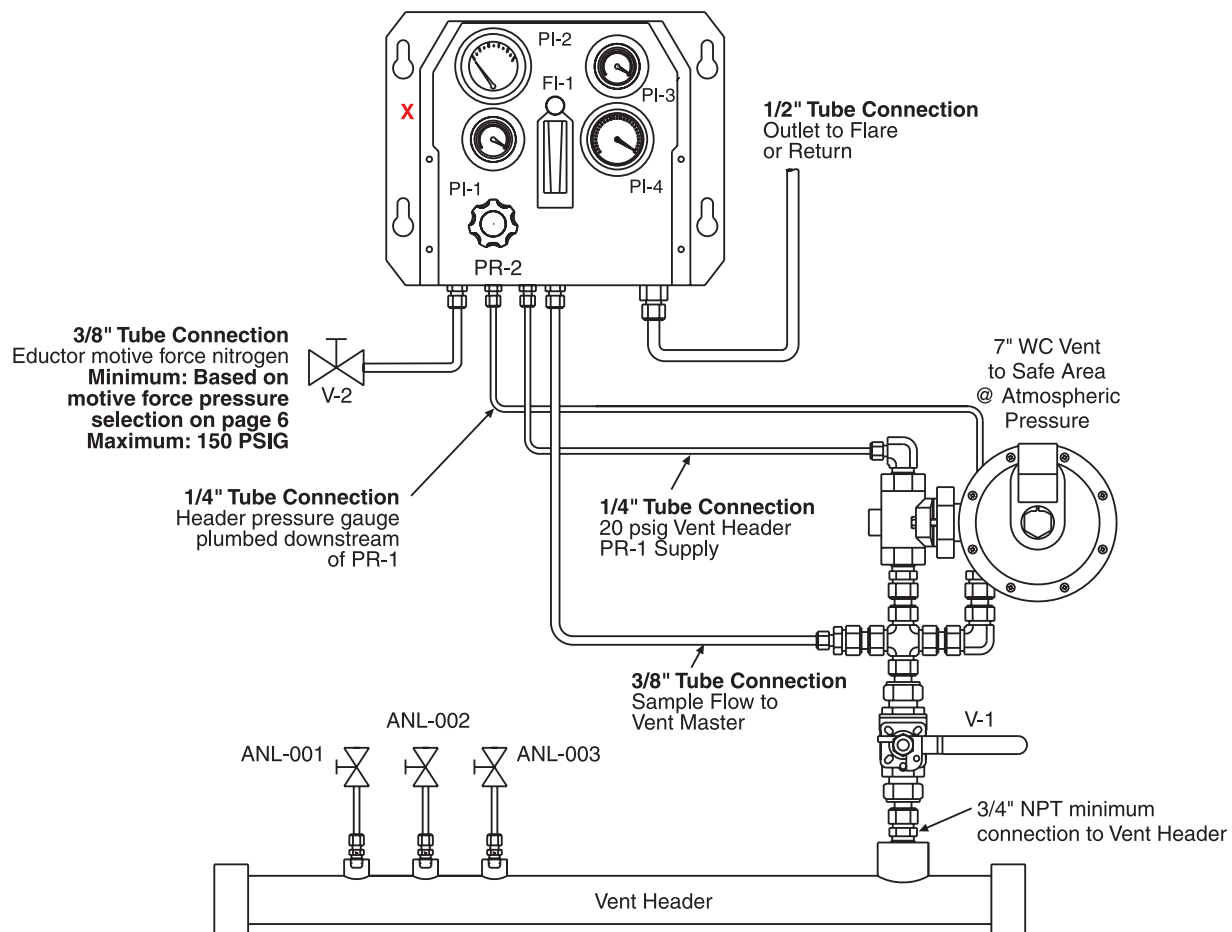 PI-2
FI-1
PI-3
X
PI-1
PI-4
PR-2
1/2" Tube Connection
Outlet to Flare
or Return
3/8" Tube Connection
Eductor motive force nitrogen
Minimum: Based on
motive force pressure
selection on page 6
Maximum: 150 PSIG
V-2
7" WC Vent
to Safe Area
@ Atmospheric
Pressure
1/4" Tube Connection
Header pressure gauge
plumbed downstream
of PR-1
1/4" Tube Connection
20 psig Vent Header
PR-1 Supply
3/8" Tube Connection
Sample Flow to
Vent Master
V-1
ANL-001
ANL-002
ANL-003
3/4" NPT minimum
connection to Vent Header
Vent Header